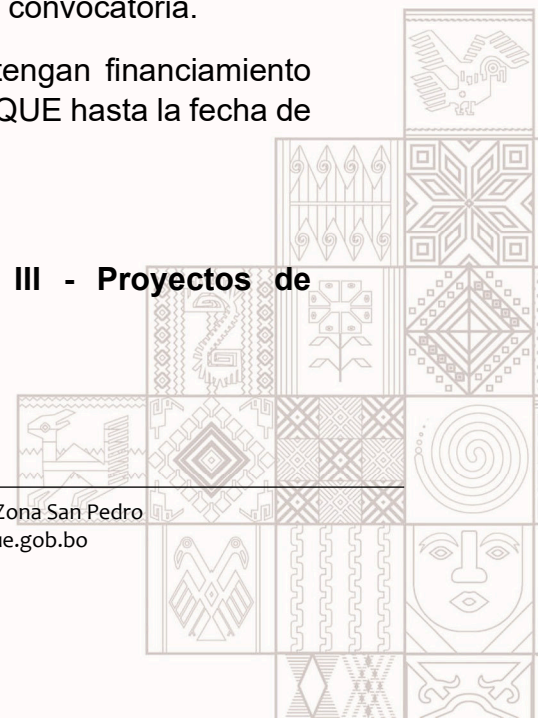 convocatoria.
tengan financiamiento
QUE hasta la fecha de
III - Proyectos de
Zona San Pedro
ue.gob.bo